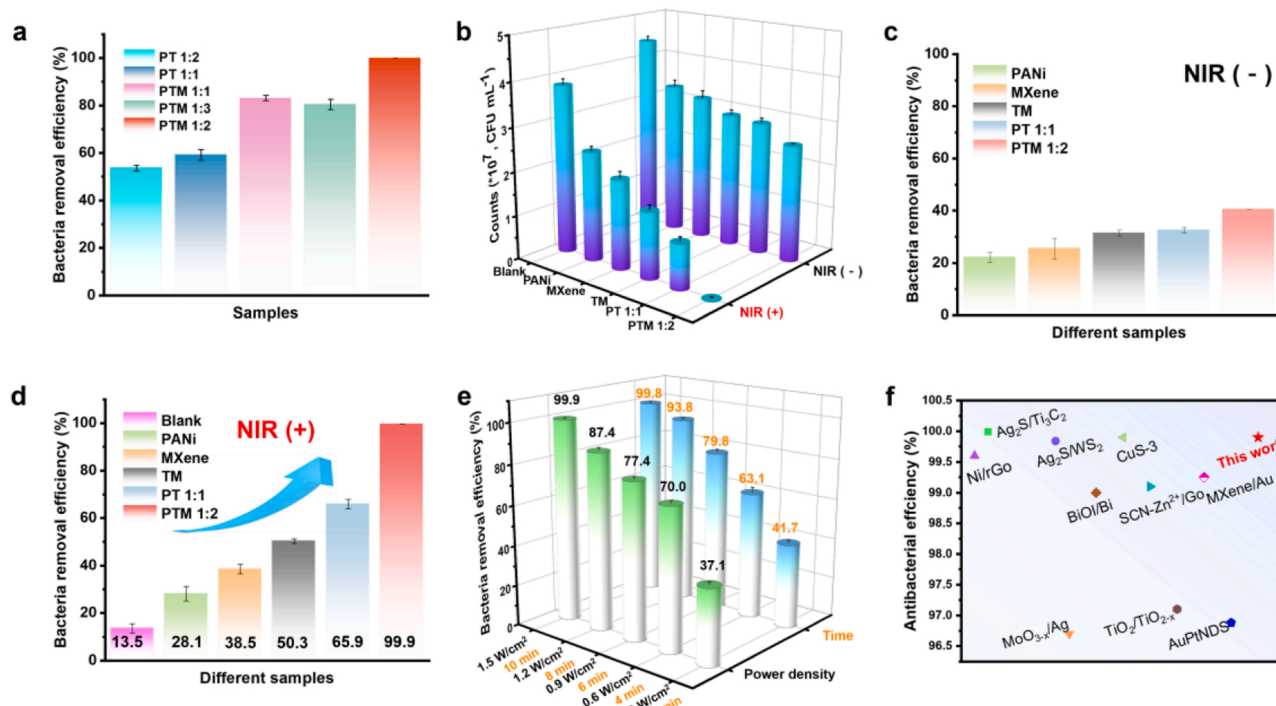 a
Bacteria removal efficiency (%)
100
80
60
40
20
0
PT 1:2
PT 1:1
PTM 1:1
PTM 1:3
PTM 1:2
Samples
b
Counts (*10⁷, CFU mL⁻¹)
5
4
3
2
1
0
Blank
PANi
MXene
TM
PT 1:1
PTM 1:2
NIR (+)
NIR ( - )
c
Bacteria removal efficiency (%)
100
80
60
40
20
0
PANi
MXene
TM
PT 1:1
PTM 1:2
NIR ( - )
Different samples
d
Bacteria removal efficiency (%)
100
80
60
40
20
0
Blank
PANi
MXene
TM
PT 1:1
PTM 1:2
NIR (+)
13.5
28.1
38.5
50.3
65.9
99.9
Different samples
e
Bacteria removal efficiency (%)
100
80
60
40
20
0
99.9
87.4
77.4
70.0
37.1
99.8
93.8
79.8
63.1
41.7
1.5 W/cm²
10 min
1.2 W/cm²
8 min
0.9 W/cm²
6 min
0.6 W/cm²
4 min
W/cm²
min
Time
Power density
f
Antibacterial efficiency (%)
100.5
100.0
99.5
99.0
98.5
98.0
97.5
97.0
96.5
Ag₂S/Ti₃C₂
Ni/rGo
Ag₂S/WS₂
CuS-3
This work
BiOI/Bi
SCN-Zn²⁺/Go
MXene/Au
MoO₃₋ₓ/Ag
TiO₂/TiO₂₋ₓ
AuPtNDS